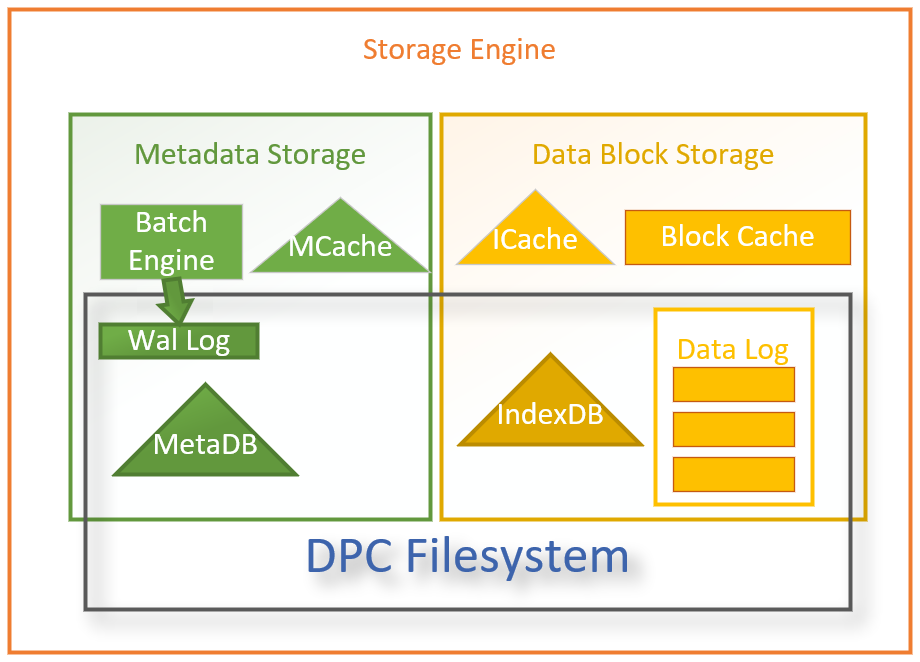 Storage Engine
Metadata Storage
Batch
Engine
MCache
Wal Log
MetaDB
Data Block Storage
ICache
Block Cache
IndexDB
Data Log
DPC Filesystem